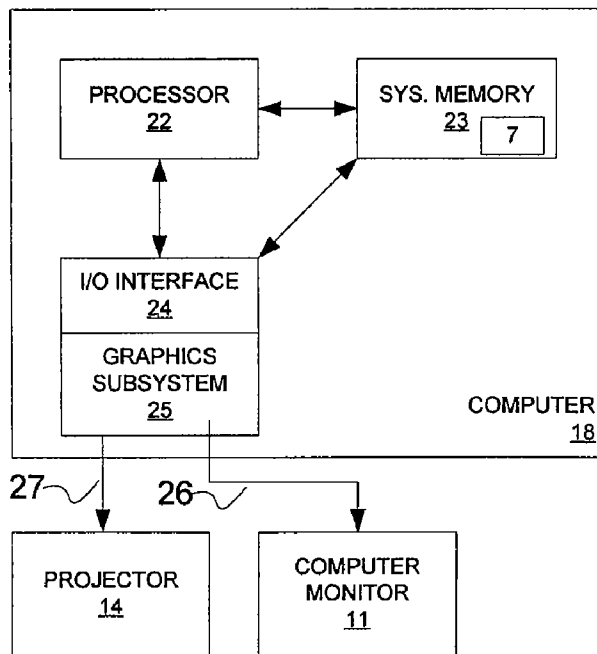 PROCESSOR
22
SYS. MEMORY
23
7
I/O INTERFACE
24
GRAPHICS
SUBSYSTEM
25
COMPUTER
18
27
26
PROJECTOR
14
COMPUTER
MONITOR
11